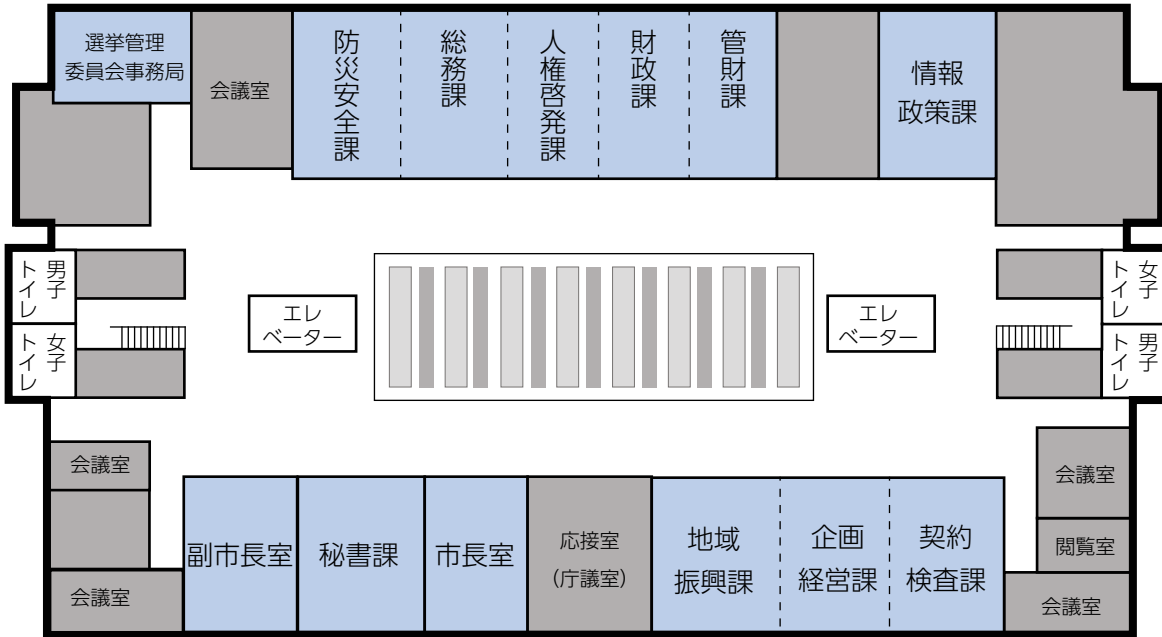 選挙管理
委員会事務局
会議室
防災安全課
総務課
人権啓発課
財政課
管財課
情報
政策課
男子
トイレ
女子
トイレ
エレ
ベーター
エレ
ベーター
女子
トイレ
男子
トイレ
会議室
会議室
副市長室
秘書課
市長室
応接室
(庁議室)
地域
振興課
企画
経営課
契約
検査課
会議室
閲覧室
会議室